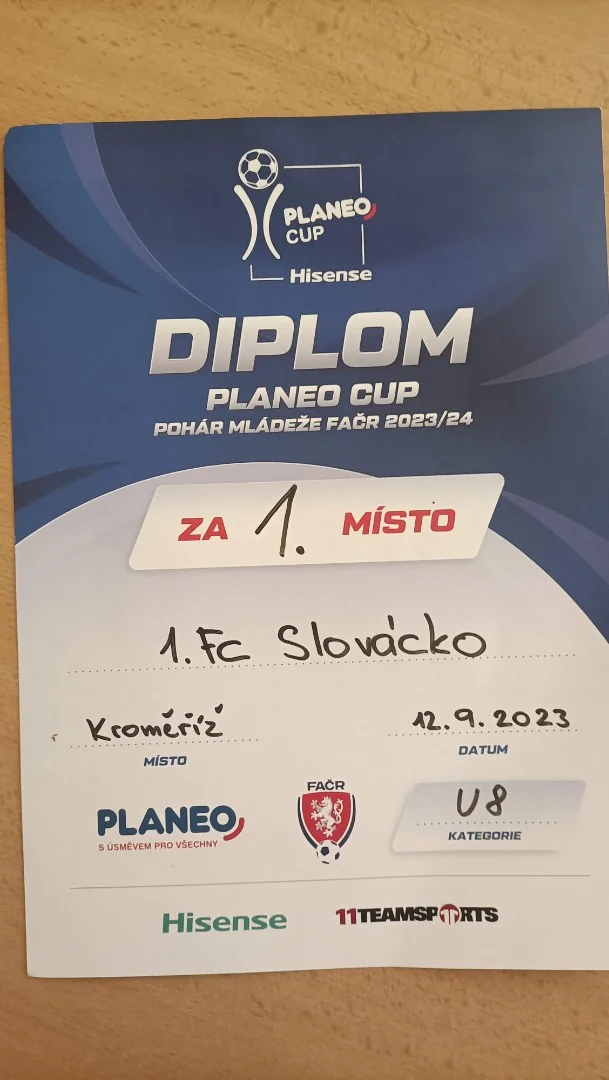 PLANEO
CUP
Hisense
DIPLOM
PLANEO CUP
POHÁR MLÁDEŽE FAČR 2023/24
ZA 1. MÍSTO
1. FC Slovácko
Kroměříž 12.9.2023
MÍSTO DATUM
FAČR
PLANEO U8
S ÚSMĚVEM PRO VŠECHNY KATEGORIE
Hisense 11TEAMSPORTS